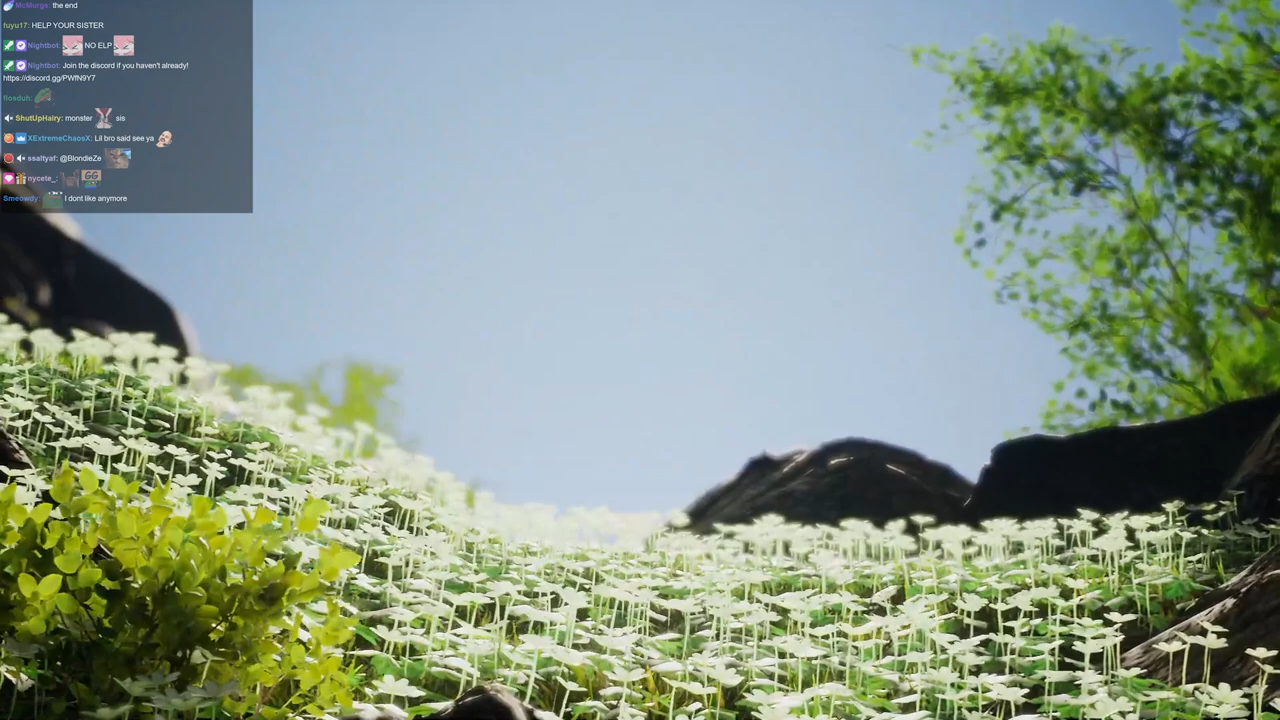 McMurgs: the end
fuyu17: HELP YOUR SISTER
Nightbot: NO ELP
Nightbot: Join the discord if you haven't already!
https://discord.gg/PWfN9Y7
flosduh:
ShutUpHairy: monster sis
XExtremeChaosX: Lil bro said see ya
ssaltyaf: @BlondieZe
nycete_: GG
Smeowdy: I dont like anymore